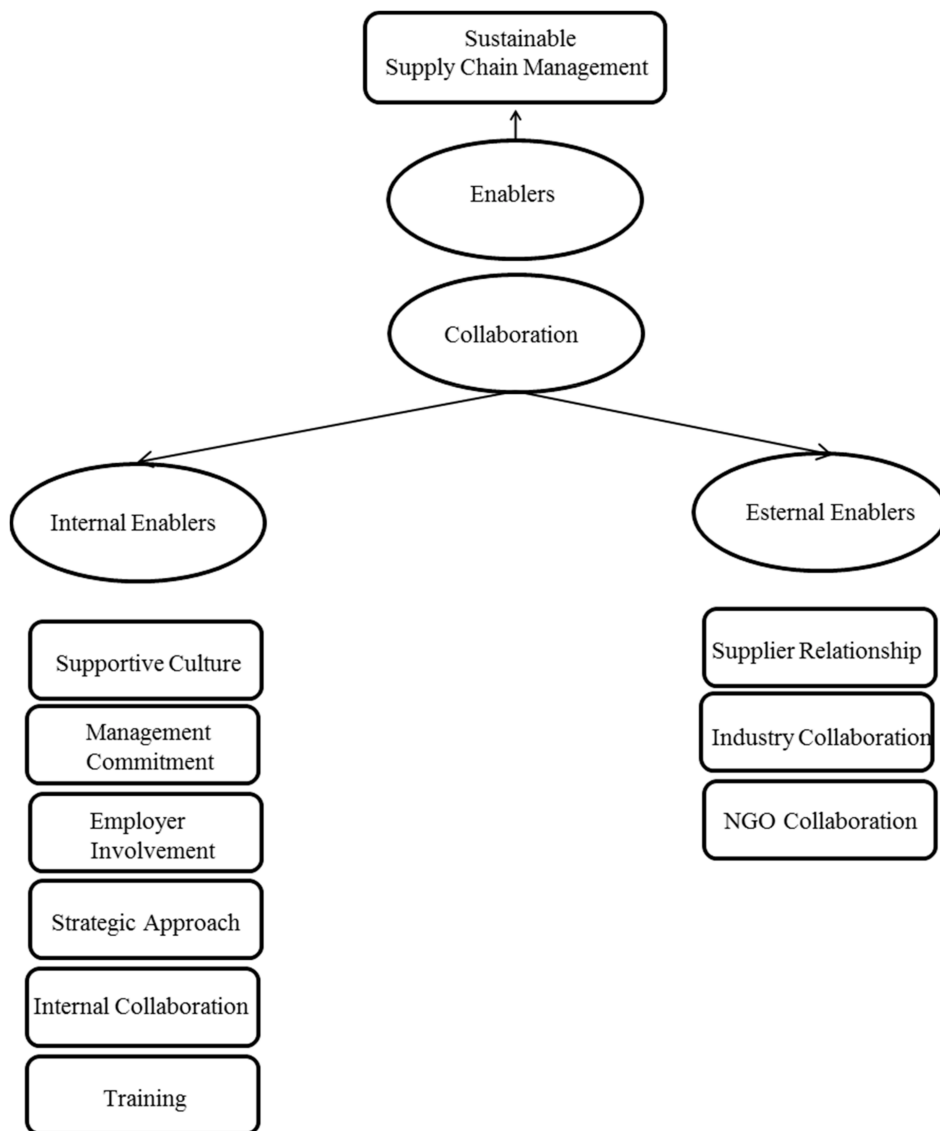 Sustainable
Supply Chain Management
Enablers
Collaboration
Internal Enablers
Esternal Enablers
Supportive Culture
Management
Commitment
Employer
Involvement
Strategic Approach
Internal Collaboration
Training
Supplier Relationship
Industry Collaboration
NGO Collaboration